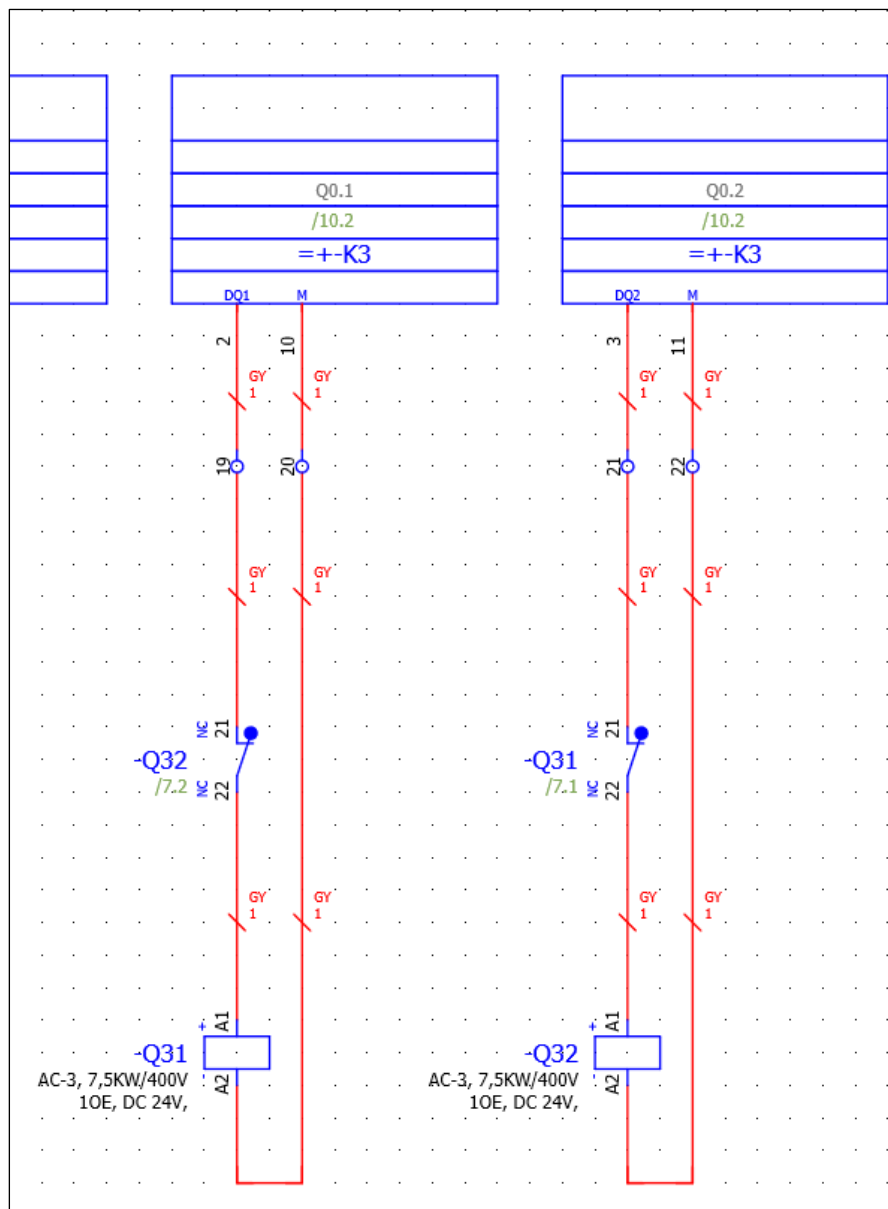 Q0.1
Q0.2
/10.2
/10.2
=+-K3
=+-K3
DQ1
M
DQ2
M
2
10
3
11
GY
1
GY
1
GY
1
GY
1
19
20
21
22
GY
1
GY
1
GY
1
GY
1
NC
21
-Q32
/7.2
NC
22
NC
21
-Q31
/7.1
NC
22
GY
1
GY
1
GY
1
GY
1
+
A1
-Q31
AC-3, 7,5KW/400V
1OE, DC 24V,
-
A2
+
A1
-Q32
AC-3, 7,5KW/400V
1OE, DC 24V,
-
A2